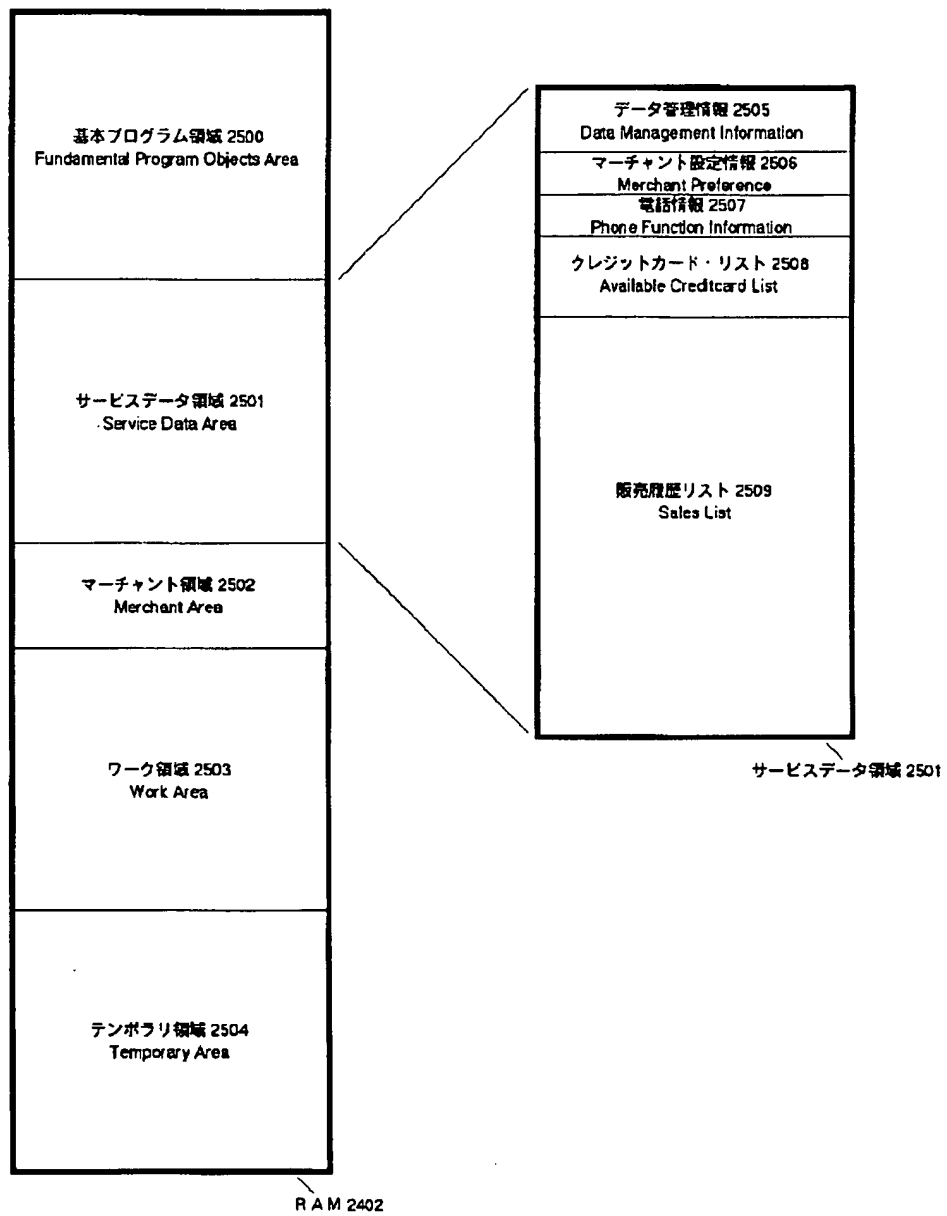 基本プログラム領域 2500
Fundamental Program Objects Area
サービスデータ領域 2501
Service Data Area
マーチャント領域 2502
Merchant Area
ワーク領域 2503
Work Area
テンポラリ領域 2504
Temporary Area
RAM 2402
データ管理情報 2505
Data Management Information
マーチャント設定情報 2506
Merchant Preference
電話情報 2507
Phone Function Information
クレジットカード・リスト 2508
Available Creditcard List
販売履歴リスト 2509
Sales List
サービスデータ領域 2501